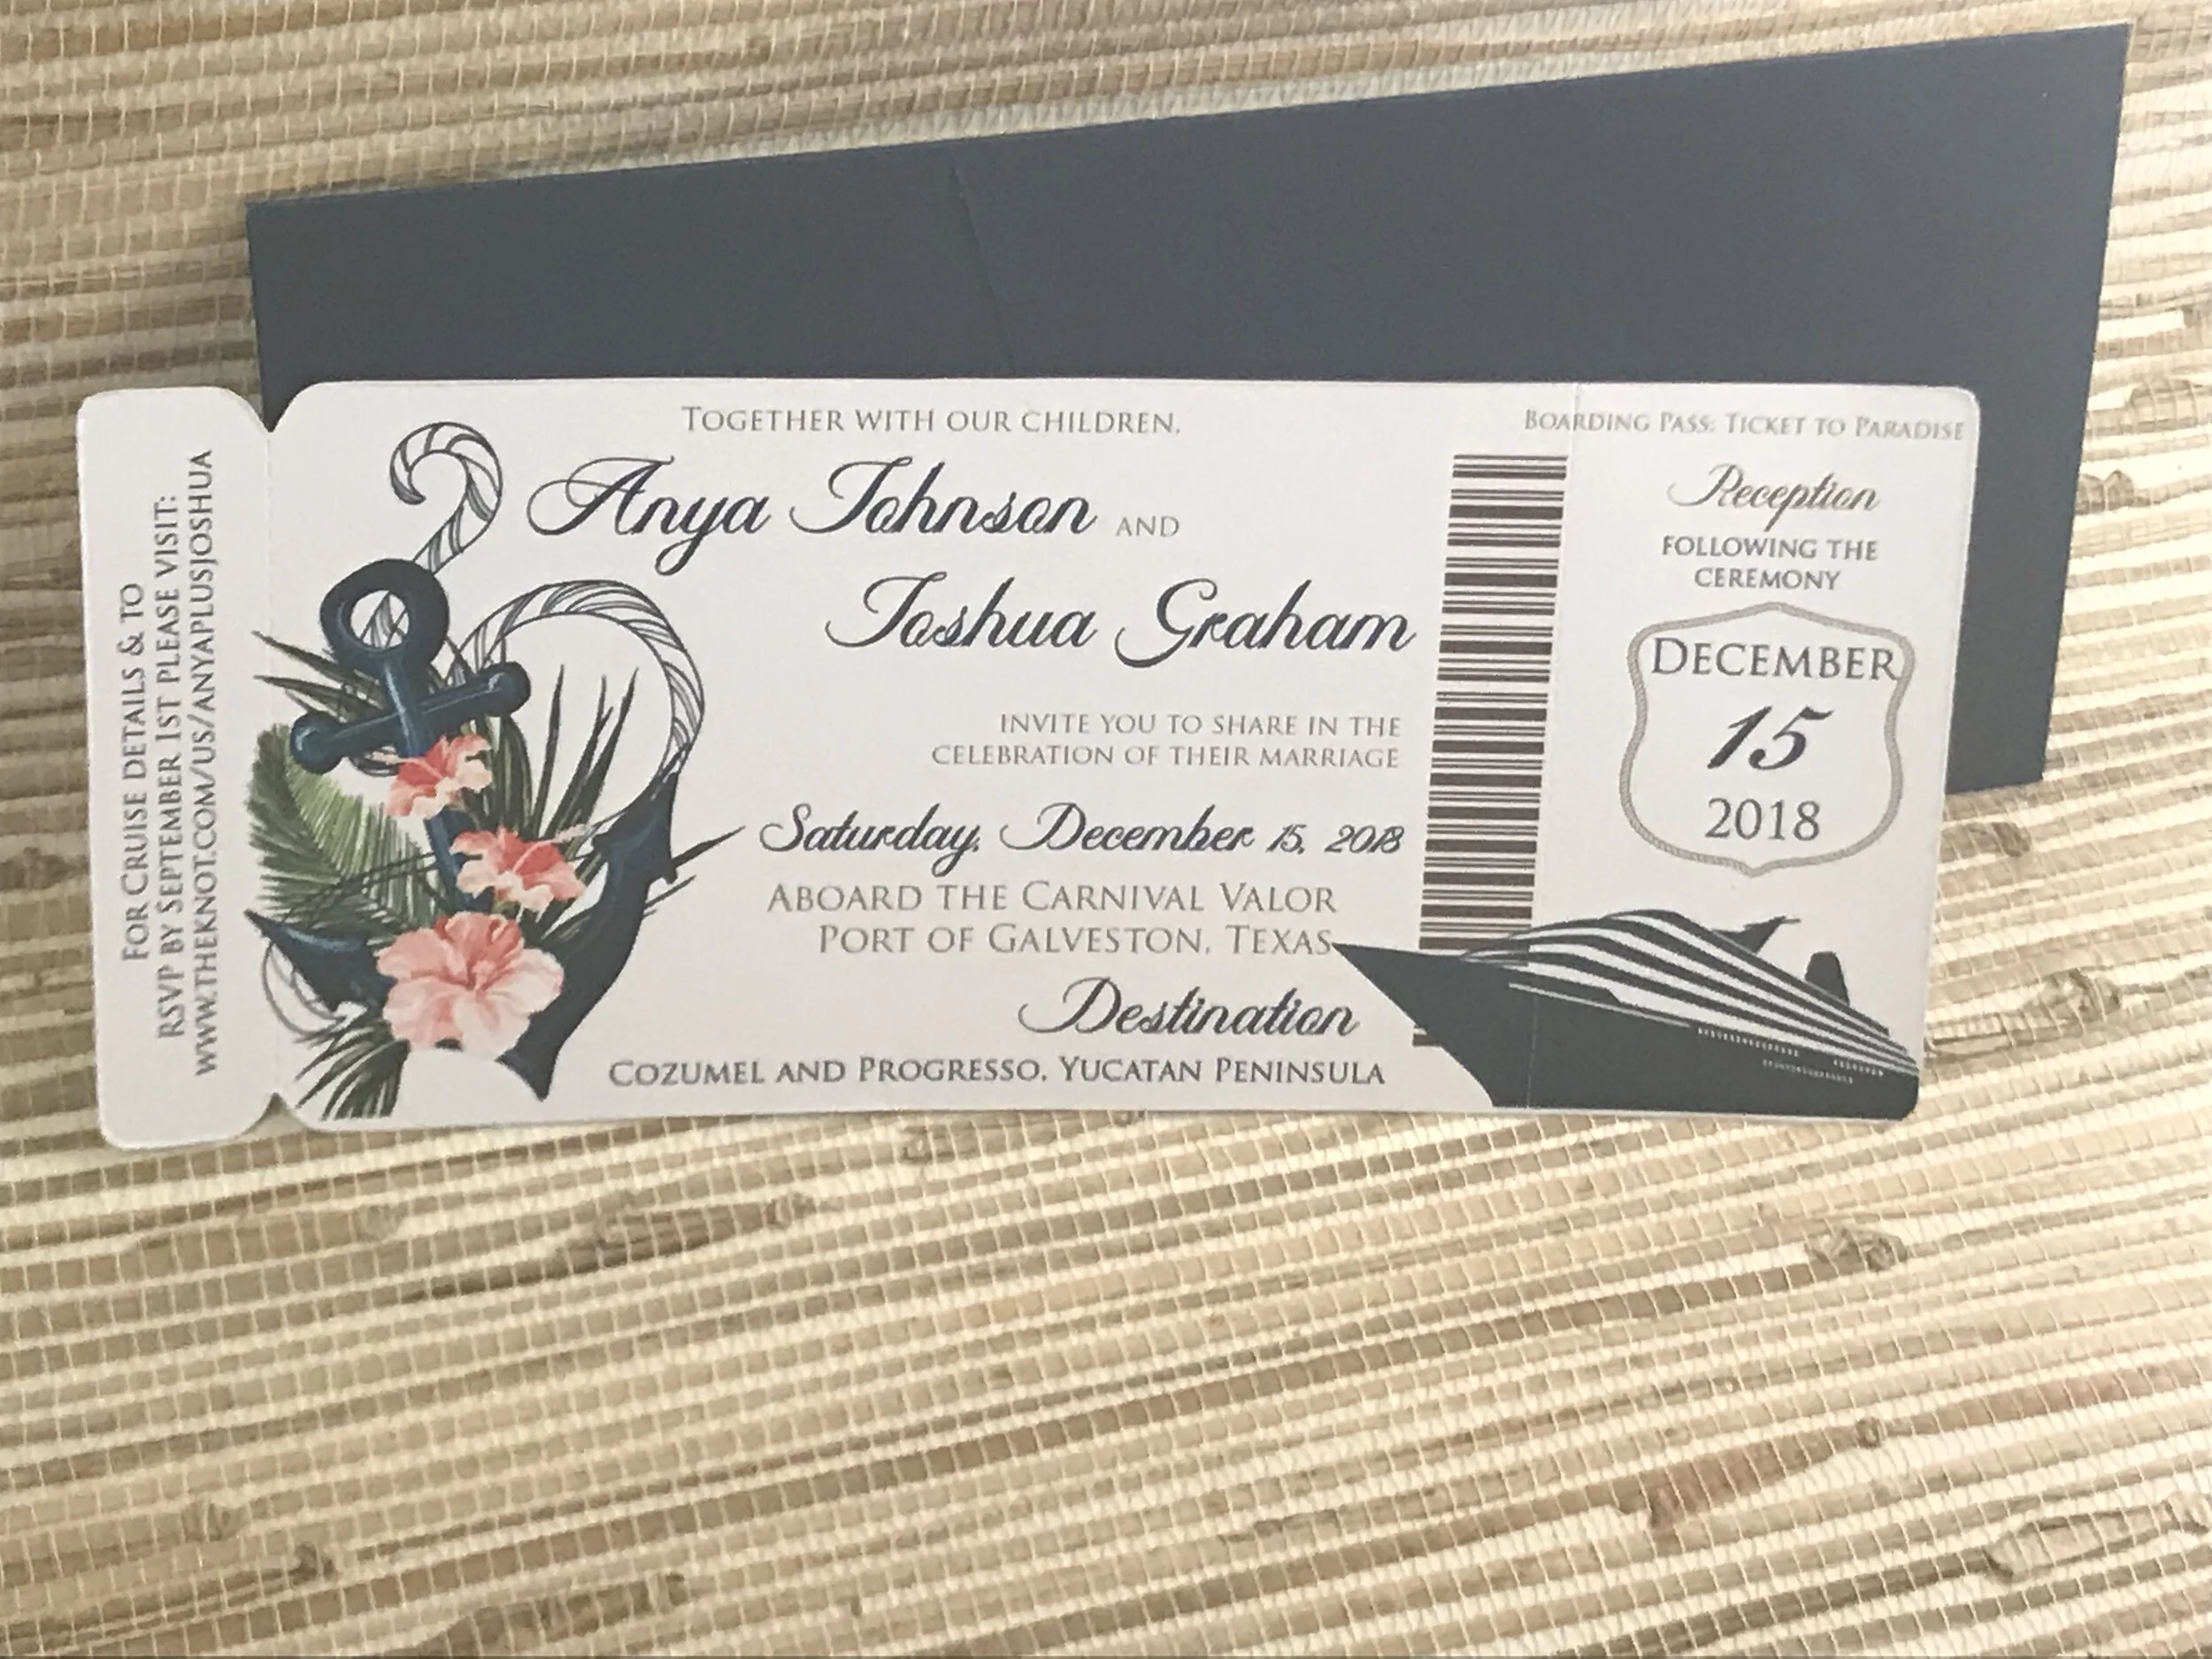 FOR CRUISE DETAILS & TO
RSVP BY SEPTEMBER 1ST PLEASE VISIT:
WWW.THEKNOT.COM/US/ANYAPLUSJOSHUA
TOGETHER WITH OUR CHILDREN,
Anya Johnson AND
Joshua Graham
INVITE YOU TO SHARE IN THE
CELEBRATION OF THEIR MARRIAGE
Saturday, December 15, 2018
ABOARD THE CARNIVAL VALOR
PORT OF GALVESTON, TEXAS
Destination
COZUMEL AND PROGRESSO, YUCATAN PENINSULA
BOARDING PASS: TICKET TO PARADISE
Reception
FOLLOWING THE
CEREMONY
DECEMBER
15
2018